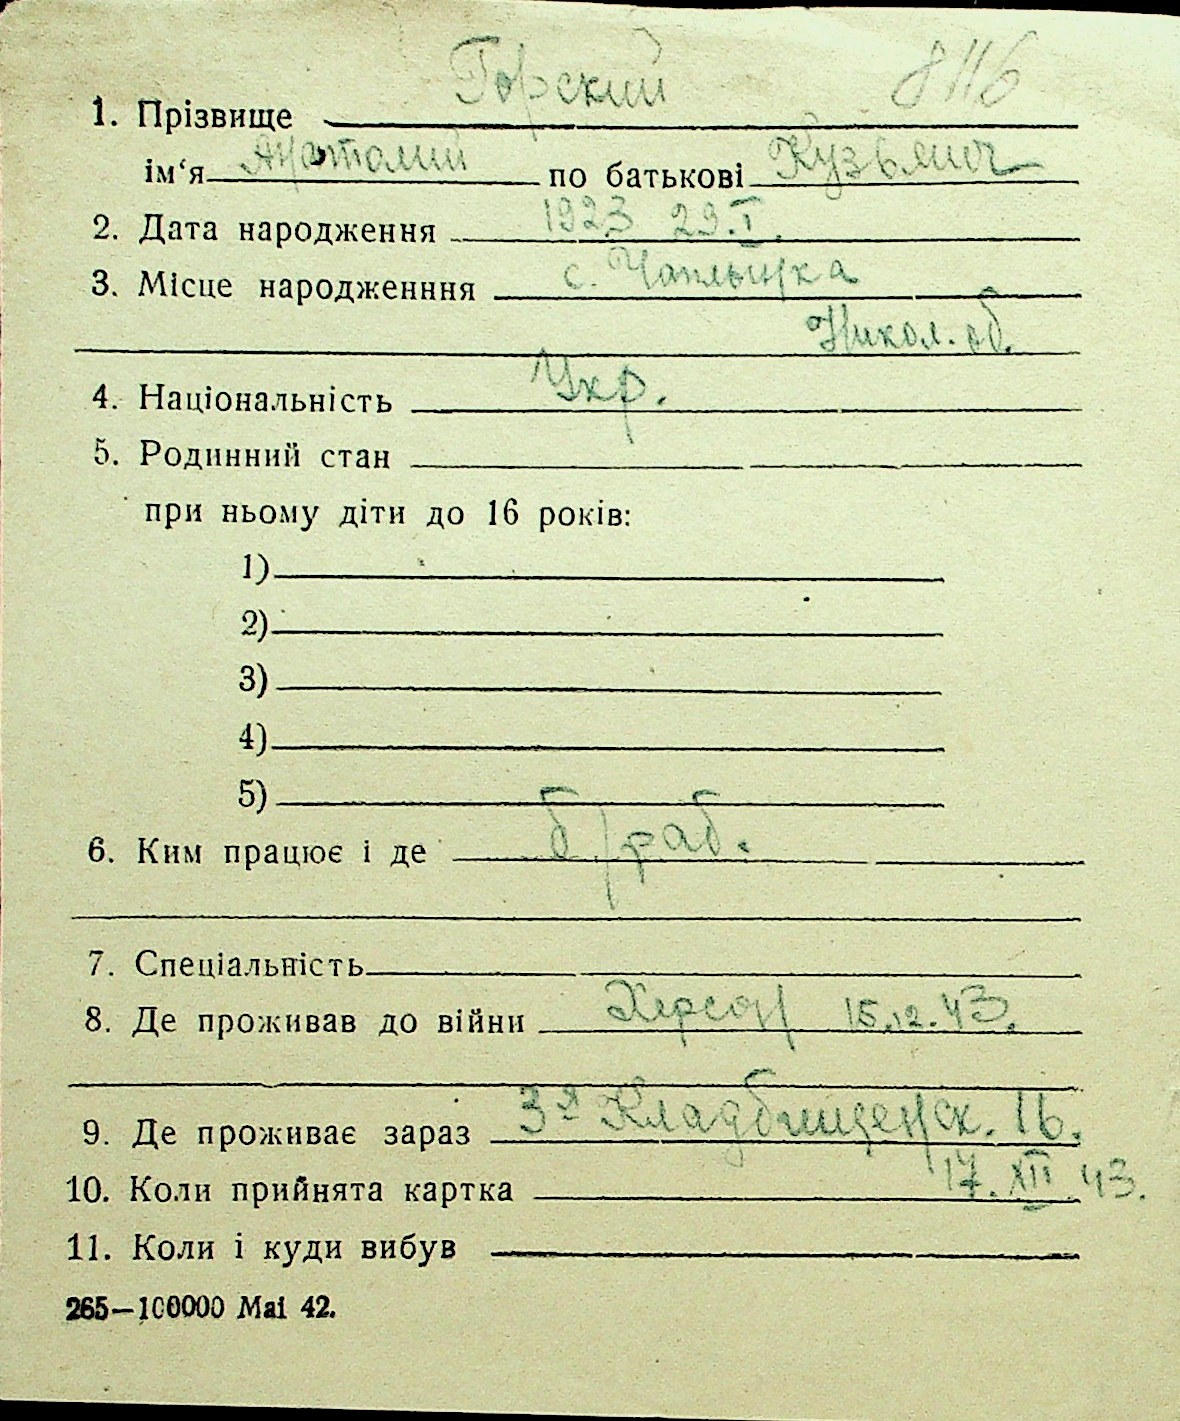 Горский 8116
1. Прізвище
ім‘я Анатолий по батькові Кузьмич
2. Дата народження 1923 29.I.
3. Місце народженння с. Чаплынка
Никол. об.
4. Національність Укр.
5. Родинний стан
при ньому діти до 16 років:
1)
2)
3)
4)
5)
6. Ким працює і де б/раб.
7. Спеціальність
8. Де проживав до війни Херсон 15.12.43.
9. Де проживає зараз 3я Кладбищенск. 16.
10. Коли прийнята картка 17.XII 43.
11. Коли і куди вибув
265—100000 Mai 42.